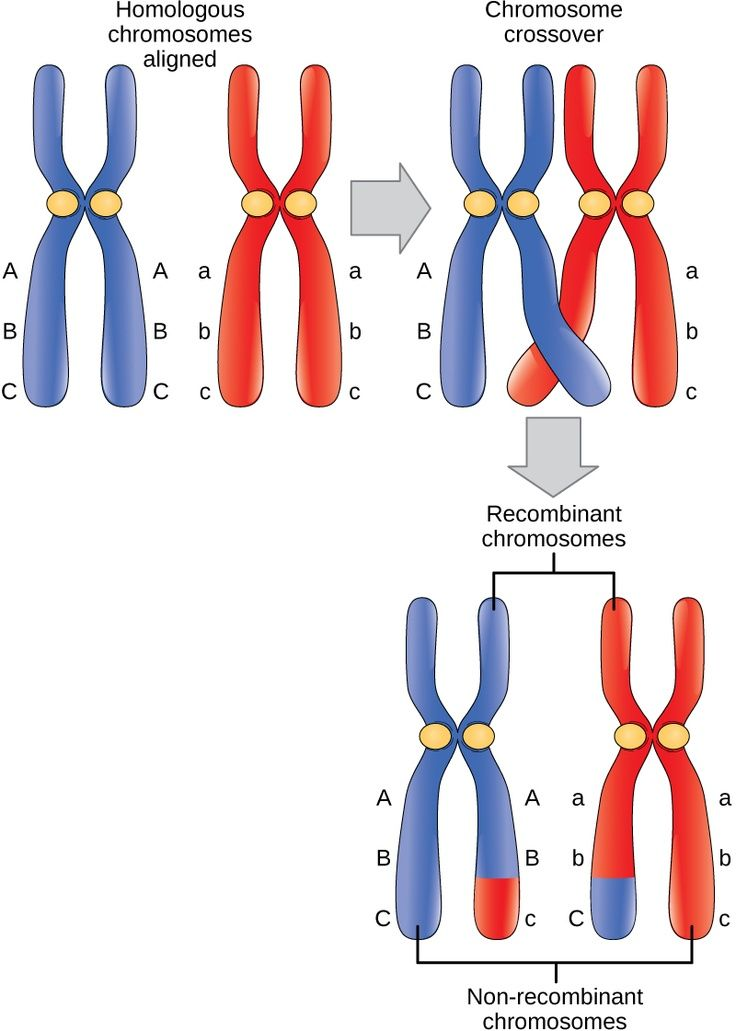 Homologous
chromosomes
aligned
Chromosome
crossover
A A a a A a
B B b b B b
C C c c C c
Recombinant
chromosomes
A A a a
B B b b
C c C c
Non-recombinant
chromosomes